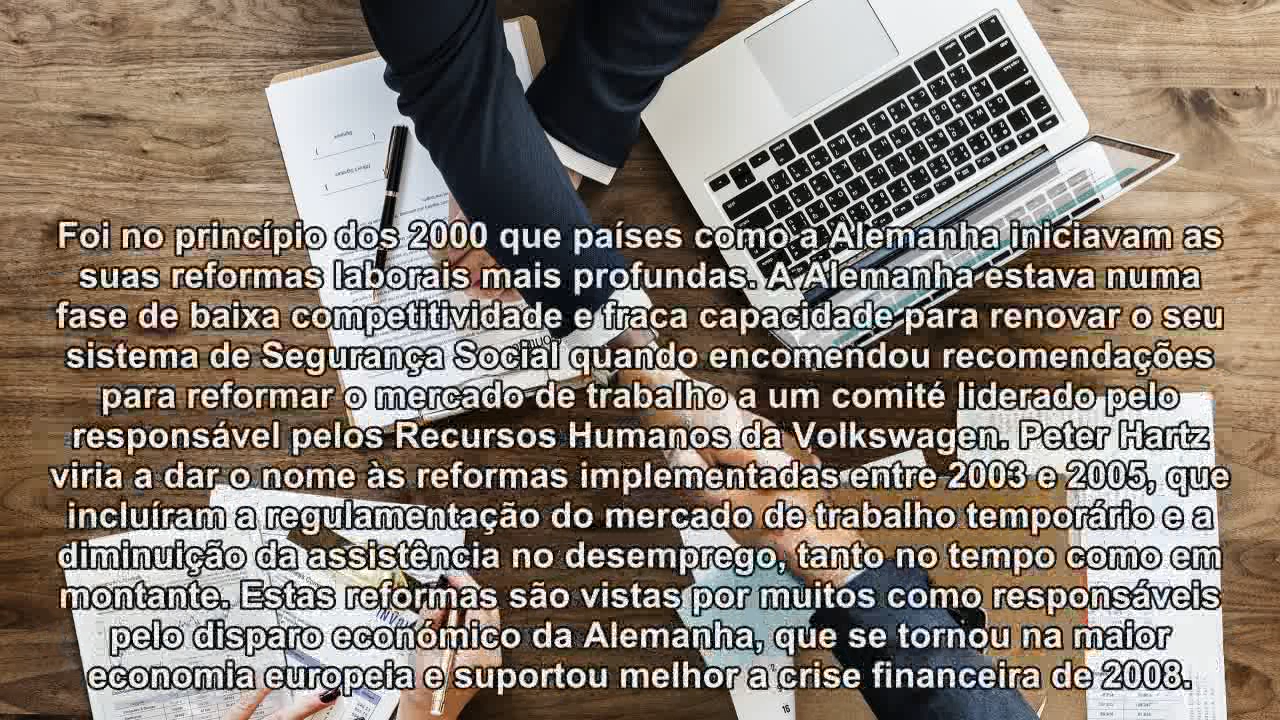 Foi no princípio dos 2000 que países como a Alemanha iniciavam as
suas reformas laborais mais profundas. A Alemanha estava numa
fase de baixa competitividade e fraca capacidade para renovar o seu
sistema de Segurança Social quando encomendou recomendações
para reformar o mercado de trabalho a um comité liderado pelo
responsável pelos Recursos Humanos da Volkswagen. Peter Hartz
viria a dar o nome às reformas implementadas entre 2003 e 2005, que
incluíram a regulamentação do mercado de trabalho temporário e a
diminuição da assistência no desemprego, tanto no tempo como em
montante. Estas reformas são vistas por muitos como responsáveis
pelo disparo económico da Alemanha, que se tornou na maior
economia europeia e suportou melhor a crise financeira de 2008.